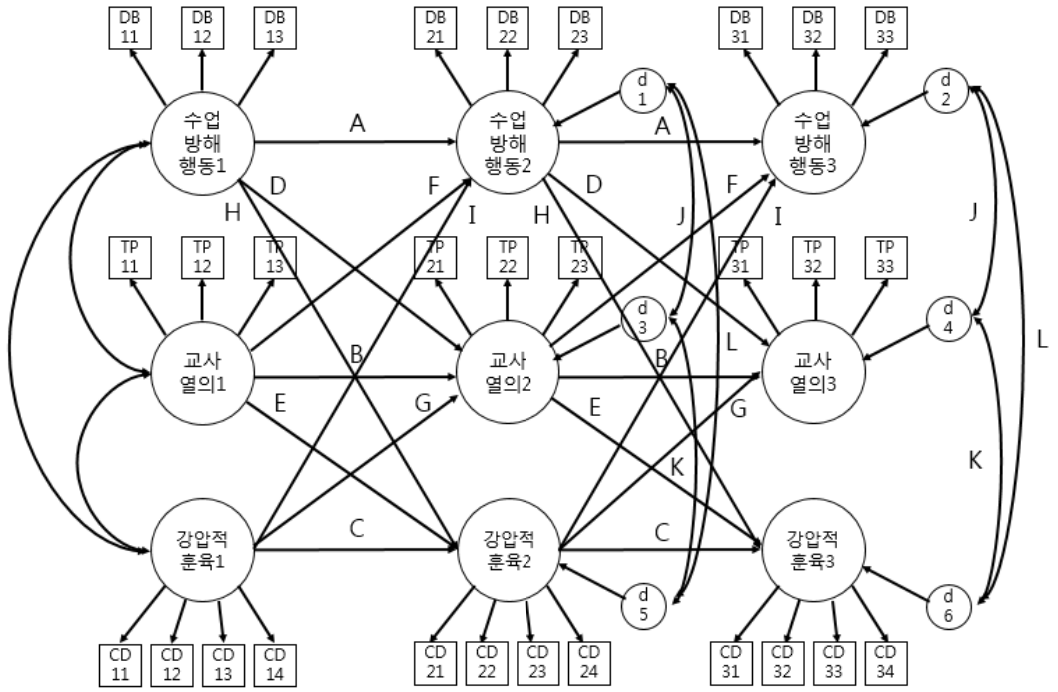 DB
11
DB
12
DB
13
DB
21
DB
22
DB
23
DB
31
DB
32
DB
33
d
1
d
2
수업
방해
행동1
A
수업
방해
행동2
A
수업
방해
행동3
D
F
D
F
H
I
H
J
I
J
TP
11
TP
12
TP
13
TP
21
TP
22
TP
23
TP
31
TP
32
TP
33
d
3
d
4
L
L
교사
열의1
B
교사
열의2
B
교사
열의3
E
G
E
G
K
K
강압적
훈육1
C
강압적
훈육2
C
강압적
훈육3
d
5
d
6
CD
11
CD
12
CD
13
CD
14
CD
21
CD
22
CD
23
CD
24
CD
31
CD
32
CD
33
CD
34